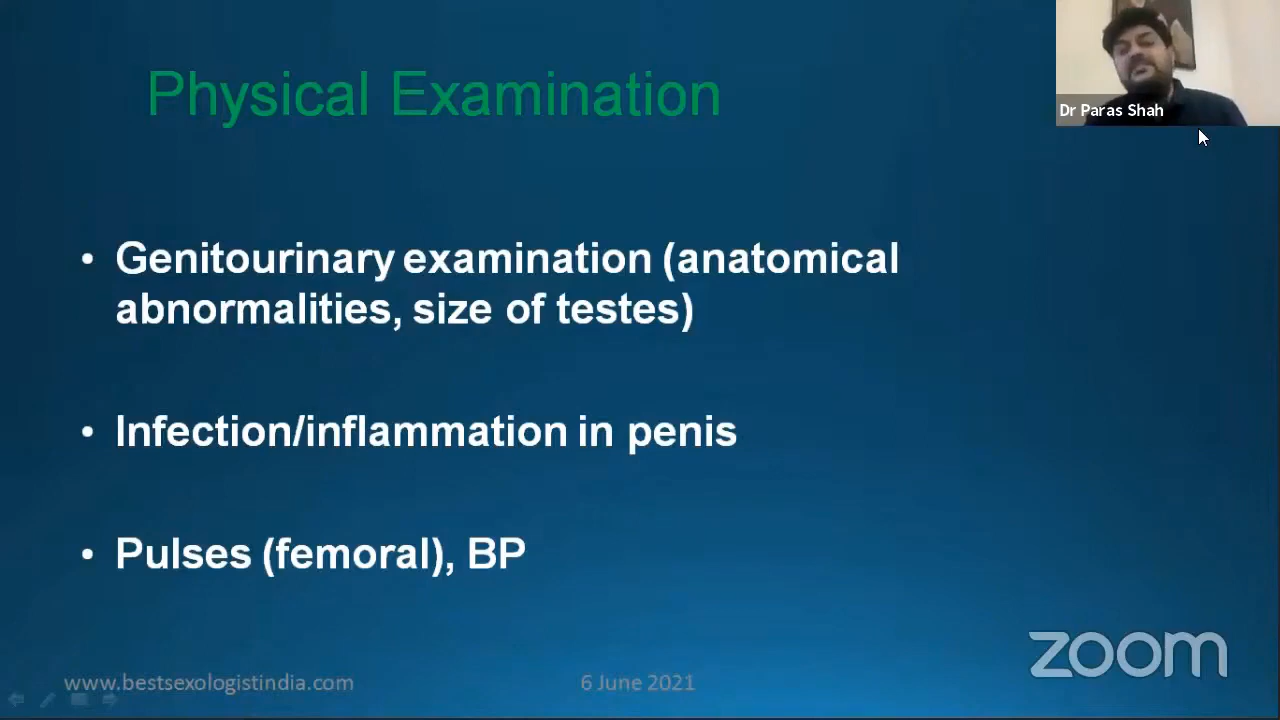 Physical Examination
Dr Paras Shah
• Genitourinary examination (anatomical
abnormalities, size of testes)
• Infection/inflammation in penis
• Pulses (femoral), BP
zoom
www.bestsexologistindia.com
6 June 2021